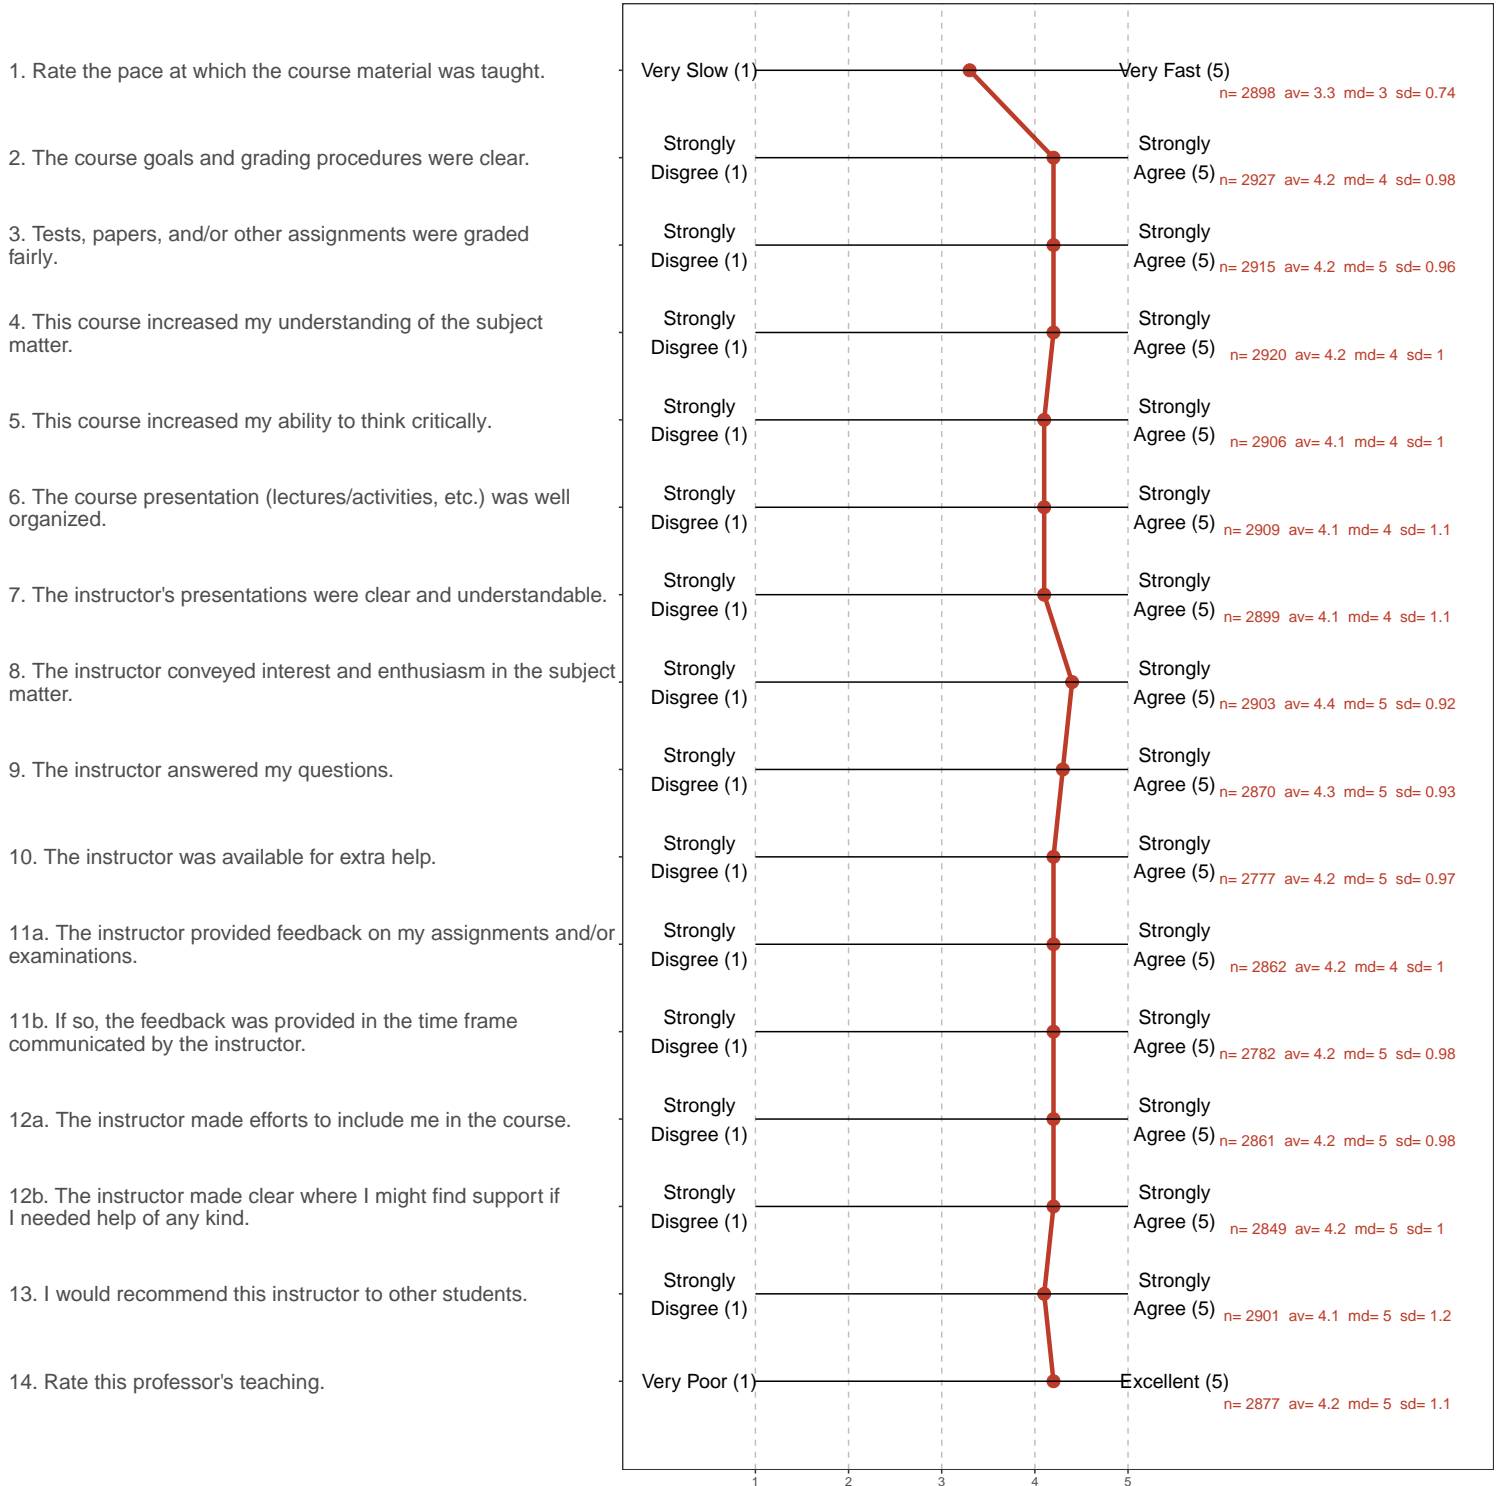 1. Rate the pace at which the course material was taught.
Very Slow (1)
Very Fast (5)
n= 2898 av= 3.3 md= 3 sd= 0.74
2. The course goals and grading procedures were clear.
Strongly
Disgree (1)
Strongly
Agree (5)
n= 2927 av= 4.2 md= 4 sd= 0.98
3. Tests, papers, and/or other assignments were graded
fairly.
Strongly
Disgree (1)
Strongly
Agree (5)
n= 2915 av= 4.2 md= 5 sd= 0.96
4. This course increased my understanding of the subject
matter.
Strongly
Disgree (1)
Strongly
Agree (5)
n= 2920 av= 4.2 md= 4 sd= 1
5. This course increased my ability to think critically.
Strongly
Disgree (1)
Strongly
Agree (5)
n= 2906 av= 4.1 md= 4 sd= 1
6. The course presentation (lectures/activities, etc.) was well
organized.
Strongly
Disgree (1)
Strongly
Agree (5)
n= 2909 av= 4.1 md= 4 sd= 1.1
7. The instructor's presentations were clear and understandable.
Strongly
Disgree (1)
Strongly
Agree (5)
n= 2899 av= 4.1 md= 4 sd= 1.1
8. The instructor conveyed interest and enthusiasm in the subject
matter.
Strongly
Disgree (1)
Strongly
Agree (5)
n= 2903 av= 4.4 md= 5 sd= 0.92
9. The instructor answered my questions.
Strongly
Disgree (1)
Strongly
Agree (5)
n= 2870 av= 4.3 md= 5 sd= 0.93
10. The instructor was available for extra help.
Strongly
Disgree (1)
Strongly
Agree (5)
n= 2777 av= 4.2 md= 5 sd= 0.97
11a. The instructor provided feedback on my assignments and/or
examinations.
Strongly
Disgree (1)
Strongly
Agree (5)
n= 2862 av= 4.2 md= 4 sd= 1
11b. If so, the feedback was provided in the time frame
communicated by the instructor.
Strongly
Disgree (1)
Strongly
Agree (5)
n= 2782 av= 4.2 md= 5 sd= 0.98
12a. The instructor made efforts to include me in the course.
Strongly
Disgree (1)
Strongly
Agree (5)
n= 2861 av= 4.2 md= 5 sd= 0.98
12b. The instructor made clear where I might find support if
I needed help of any kind.
Strongly
Disgree (1)
Strongly
Agree (5)
n= 2849 av= 4.2 md= 5 sd= 1
13. I would recommend this instructor to other students.
Strongly
Disgree (1)
Strongly
Agree (5)
n= 2901 av= 4.1 md= 5 sd= 1.2
14. Rate this professor's teaching.
Very Poor (1)
Excellent (5)
n= 2877 av= 4.2 md= 5 sd= 1.1
1 2 3 4 5